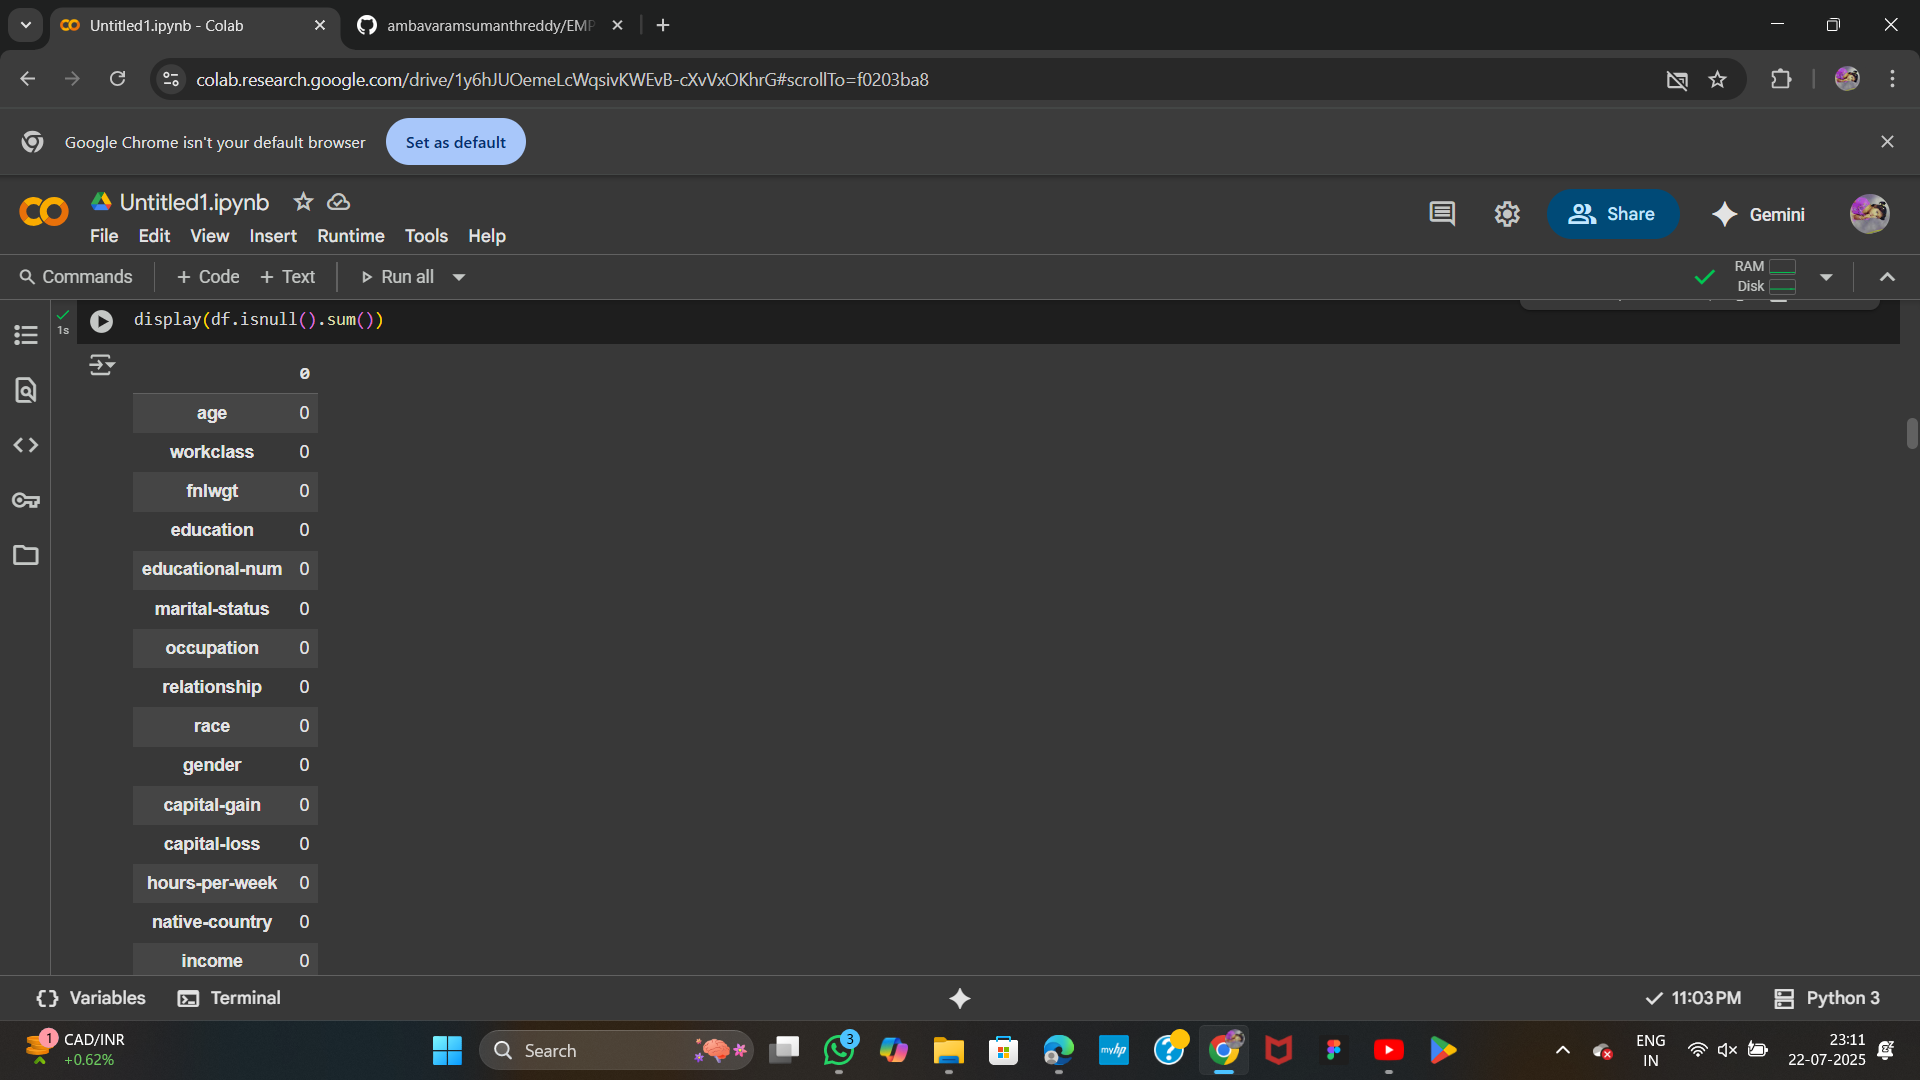 Untitled1.ipynb - Colab
ambavaramsumanthreddy/EMP
colab.research.google.com/drive/1y6hJUOemeLcWqsivKWEvB-cXvVxOKhrG#scrollTo=f0203ba8
Google Chrome isn't your default browser
Set as default
Untitled1.ipynb
File Edit View Insert Runtime Tools Help
Share
Gemini
Commands + Code + Text Run all
RAM
Disk
1s
display(df.isnull().sum())
0
age 0
workclass 0
fnlwgt 0
education 0
educational-num 0
marital-status 0
occupation 0
relationship 0
race 0
gender 0
capital-gain 0
capital-loss 0
hours-per-week 0
native-country 0
income 0
Variables Terminal
11:03 PM Python 3
1
CAD/INR
+0.62%
Search
3
myhp
ENG
IN
23:11
22-07-2025